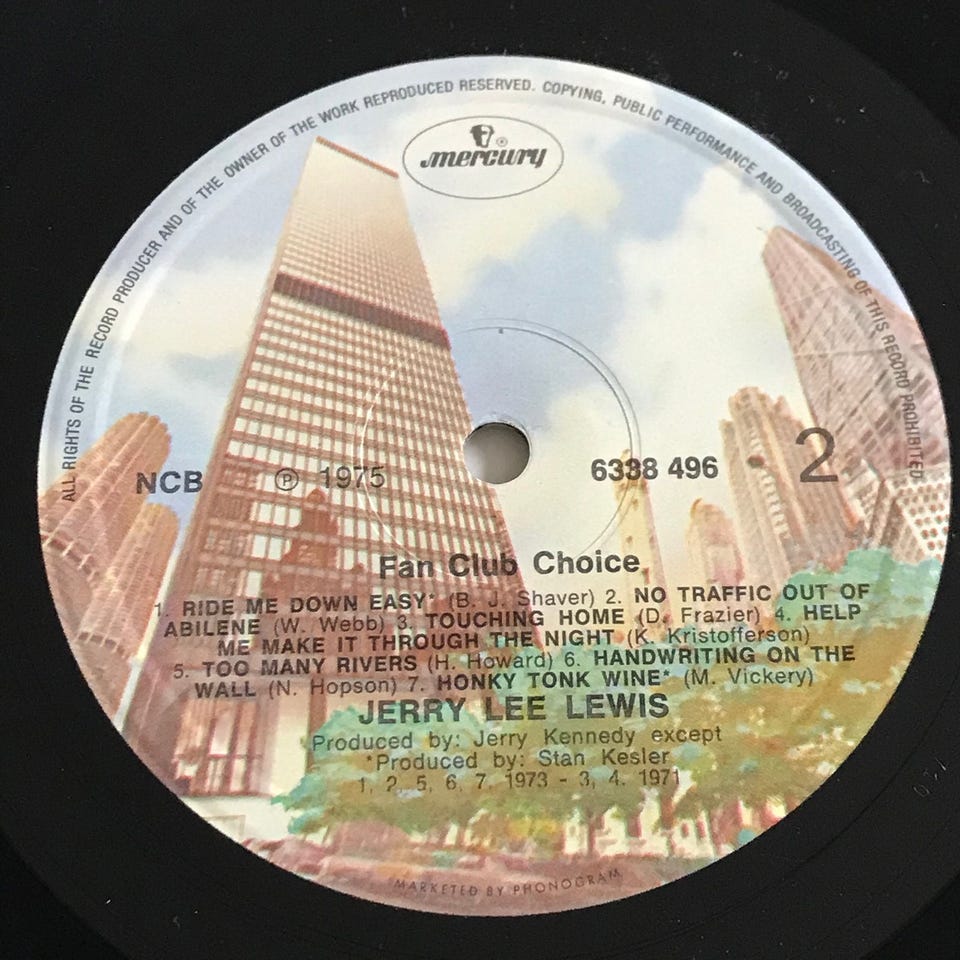 ALL RIGHTS OF THE RECORD PRODUCER AND OF THE OWNER OF THE WORK REPRODUCED RESERVED. COPYING, PUBLIC PERFORMANCE AND BROADCASTING OF THIS RECORD PROHIBITED
mercury®
NCB ℗ 1975 6338 496 2
Fan Club Choice
1. RIDE ME DOWN EASY* (B. J. Shaver) 2. NO TRAFFIC OUT OF
ABILENE (W. Webb) 3. TOUCHING HOME (D. Frazier) 4. HELP
ME MAKE IT THROUGH THE NIGHT (K. Kristofferson)
5. TOO MANY RIVERS (H. Howard) 6. HANDWRITING ON THE
WALL (N. Hopson) 7. HONKY TONK WINE* (M. Vickery)
JERRY LEE LEWIS
Produced by: Jerry Kennedy except
*Produced by: Stan Kesler
1, 2, 5, 6, 7, 1973 - 3, 4. 1971
MARKETED BY PHONOGRAM